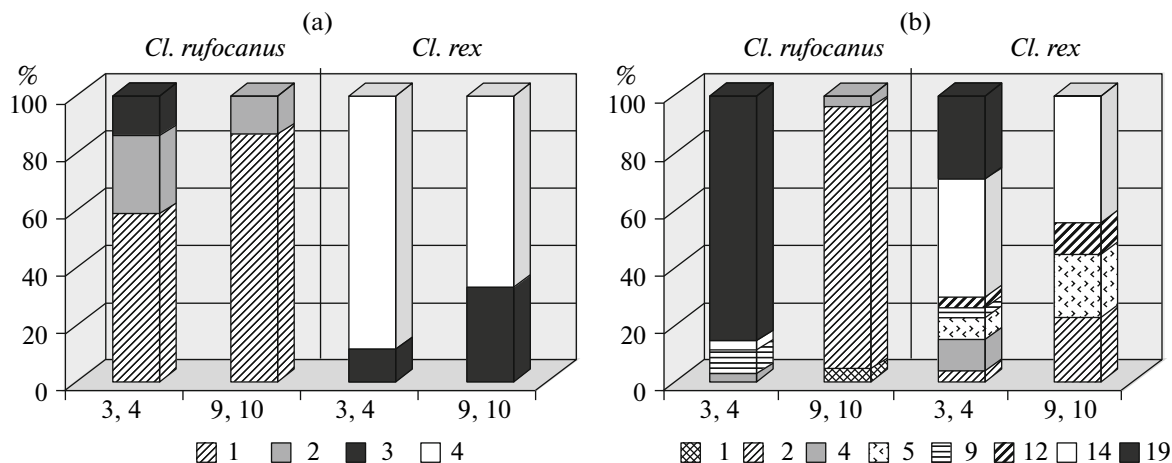 (a) (b)
Cl. rufocanus Cl. rex Cl. rufocanus Cl. rex
% %
100 100
80 80
60 60
40 40
20 20
0 0
3, 4 9, 10 3, 4 9, 10 3, 4 9, 10 3, 4 9, 10
1 2 3 4 1 2 4 5 9 12 14 19